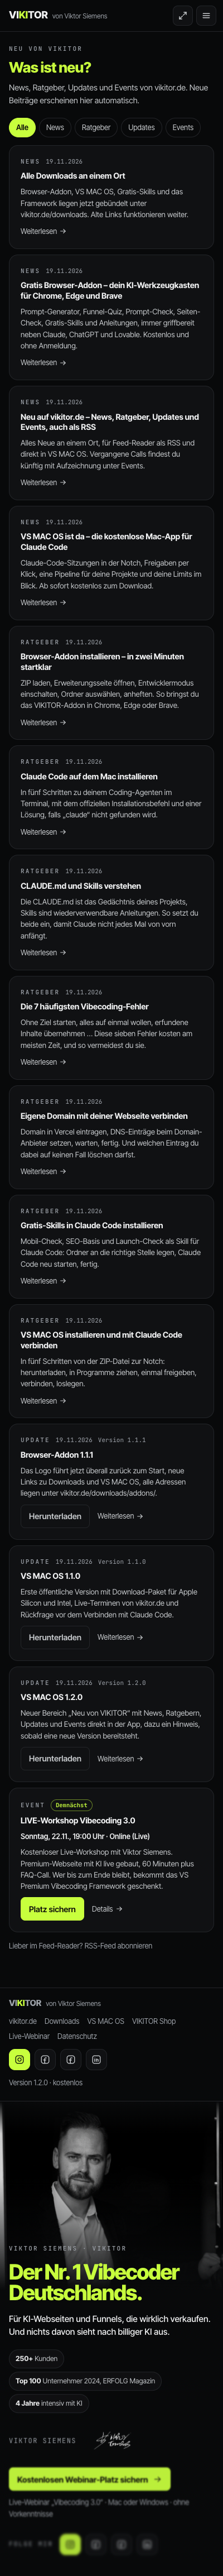 VIKITOR von Viktor Siemens
NEU VON VIKITOR
Was ist neu?
News, Ratgeber, Updates und Events von vikitor.de. Neue
Beiträge erscheinen hier automatisch.
Alle
News
Ratgeber
Updates
Events
NEWS 19.11.2026
Alle Downloads an einem Ort
Browser-Addon, VS MAC OS, Gratis-Skills und das
Framework liegen jetzt gebündelt unter
vikitor.de/downloads. Alte Links funktionieren weiter.
Weiterlesen →
NEWS 19.11.2026
Gratis Browser-Addon – dein KI-Werkzeugkasten
für Chrome, Edge und Brave
Prompt-Generator, Funnel-Quiz, Prompt-Check, Seiten-
Check, Gratis-Skills und Anleitungen, immer griffbereit
neben Claude, ChatGPT und Lovable. Kostenlos und
ohne Anmeldung.
Weiterlesen →
NEWS 19.11.2026
Neu auf vikitor.de – News, Ratgeber, Updates und
Events, auch als RSS
Alles Neue an einem Ort, für Feed-Reader als RSS und
direkt in VS MAC OS. Vergangene Calls findest du
künftig mit Aufzeichnung unter Events.
Weiterlesen →
NEWS 19.11.2026
VS MAC OS ist da – die kostenlose Mac-App für
Claude Code
Claude-Code-Sitzungen in der Notch, Freigaben per
Klick, eine Pipeline für deine Projekte und deine Limits im
Blick. Ab sofort kostenlos zum Download.
Weiterlesen →
RATGEBER 19.11.2026
Browser-Addon installieren – in zwei Minuten
startklar
ZIP laden, Erweiterungsseite öffnen, Entwicklermodus
einschalten, Ordner auswählen, anheften. So bringst du
das VIKITOR-Addon in Chrome, Edge oder Brave.
Weiterlesen →
RATGEBER 19.11.2026
Claude Code auf dem Mac installieren
In fünf Schritten zu deinem Coding-Agenten im
Terminal, mit dem offiziellen Installationsbefehl und einer
Lösung, falls „claude“ nicht gefunden wird.
Weiterlesen →
RATGEBER 19.11.2026
CLAUDE.md und Skills verstehen
Die CLAUDE.md ist das Gedächtnis deines Projekts,
Skills sind wiederverwendbare Anleitungen. So setzt du
beide ein, damit Claude nicht jedes Mal von vorn
anfängt.
Weiterlesen →
RATGEBER 19.11.2026
Die 7 häufigsten Vibecoding-Fehler
Ohne Ziel starten, alles auf einmal wollen, erfundene
Inhalte übernehmen … Diese sieben Fehler kosten am
meisten Zeit, und so vermeidest du sie.
Weiterlesen →
RATGEBER 19.11.2026
Eigene Domain mit deiner Webseite verbinden
Domain in Vercel eintragen, DNS-Einträge beim Domain-
Anbieter setzen, warten, fertig. Und welchen Eintrag du
dabei auf keinen Fall löschen darfst.
Weiterlesen →
RATGEBER 19.11.2026
Gratis-Skills in Claude Code installieren
Mobil-Check, SEO-Basis und Launch-Check als Skill für
Claude Code: Ordner an die richtige Stelle legen, Claude
Code neu starten, fertig.
Weiterlesen →
RATGEBER 19.11.2026
VS MAC OS installieren und mit Claude Code
verbinden
In fünf Schritten von der ZIP-Datei zur Notch:
herunterladen, in Programme ziehen, einmal freigeben,
verbinden, loslegen.
Weiterlesen →
UPDATE 19.11.2026 Version 1.1.1
Browser-Addon 1.1.1
Das Logo führt jetzt überall zurück zum Start, neue
Links zu Downloads und VS MAC OS, alle Adressen
liegen unter vikitor.de/downloads/addons/.
Herunterladen
Weiterlesen →
UPDATE 19.11.2026 Version 1.1.0
VS MAC OS 1.1.0
Erste öffentliche Version mit Download-Paket für Apple
Silicon und Intel, Live-Terminen von vikitor.de und
Rückfrage vor dem Verbinden mit Claude Code.
Herunterladen
Weiterlesen →
UPDATE 19.11.2026 Version 1.2.0
VS MAC OS 1.2.0
Neuer Bereich „Neu von VIKITOR“ mit News, Ratgebern,
Updates und Events direkt in der App, dazu ein Hinweis,
sobald eine neue Version bereitsteht.
Herunterladen
Weiterlesen →
EVENT Demnächst
LIVE-Workshop Vibecoding 3.0
Sonntag, 22.11., 19:00 Uhr · Online (Live)
Kostenloser Live-Workshop mit Viktor Siemens.
Premium-Webseite mit KI live gebaut, 60 Minuten plus
FAQ-Call. Wer bis zum Ende bleibt, bekommt das VS
Premium Vibecoding Framework geschenkt.
Platz sichern
Details →
Lieber im Feed-Reader? RSS-Feed abonnieren
VIKITOR von Viktor Siemens
vikitor.de Downloads VS MAC OS VIKITOR Shop
Live-Webinar Datenschutz
Version 1.2.0 · kostenlos
VIKTOR SIEMENS · VIKITOR
Der Nr. 1 Vibecoder
Deutschlands.
Für KI-Webseiten und Funnels, die wirklich verkaufen.
Und nichts davon sieht nach billiger KI aus.
250+ Kunden
Top 100 Unternehmer 2024, ERFOLG Magazin
4 Jahre intensiv mit KI
VIKTOR SIEMENS
Kostenlosen Webinar-Platz sichern →
Live-Webinar „Vibecoding 3.0“ · Mac oder Windows · ohne
Vorkenntnisse
FOLGE MIR